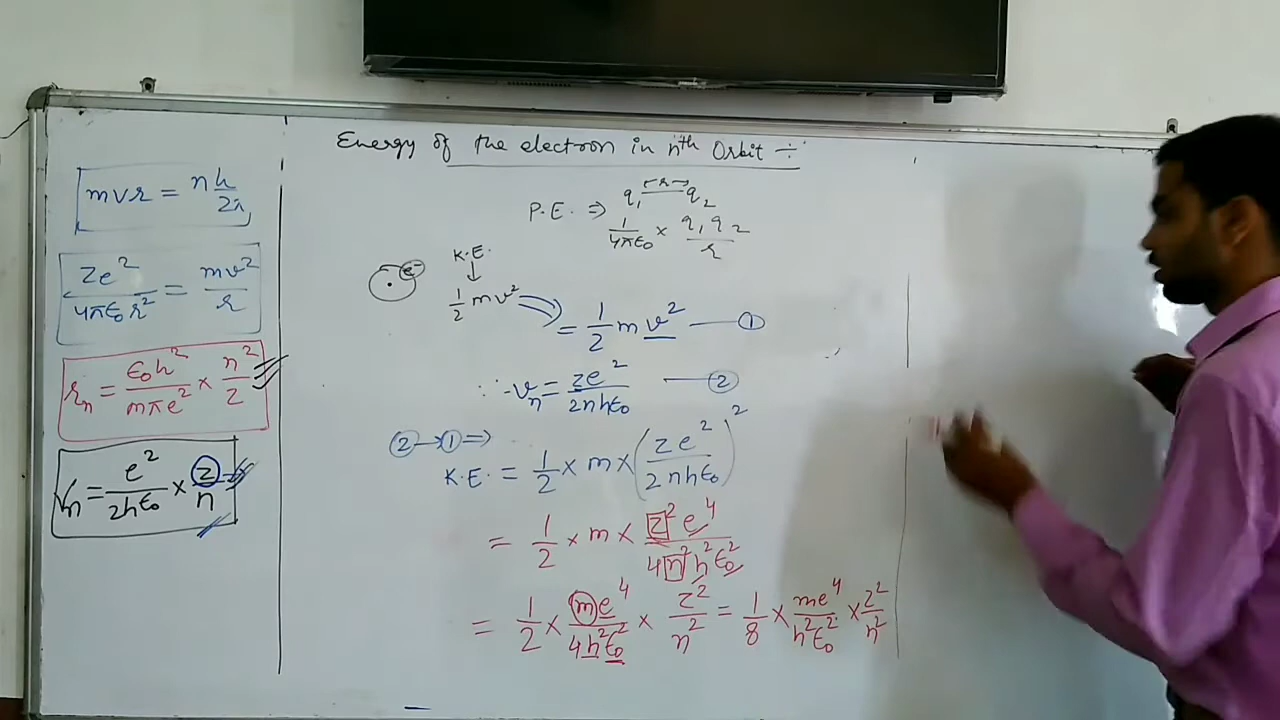 Energy of the electron in nth Orbit :-
mvr = nh/2π
Ze²/4πε₀r² = mv²/r
rₙ = ε₀h²/mπe² × n²/Z
Vₙ = e²/2hε₀ × Z/n
q₁ ←r→ q₂
P.E. ⇒ 1/4πε₀ × q₁q₂/r
e⁻
K.E.
↓
1/2 mv²
= 1/2 m v² — ①
∵ vₙ = Ze²/2nhε₀ — ②
②→① ⇒
K.E. = 1/2 × m × (Ze²/2nhε₀)²
= 1/2 × m × Z²e⁴/4n²h²ε₀²
= 1/2 × me⁴/4h²ε₀² × Z²/n² = 1/8 × me⁴/h²ε₀² × Z²/n²